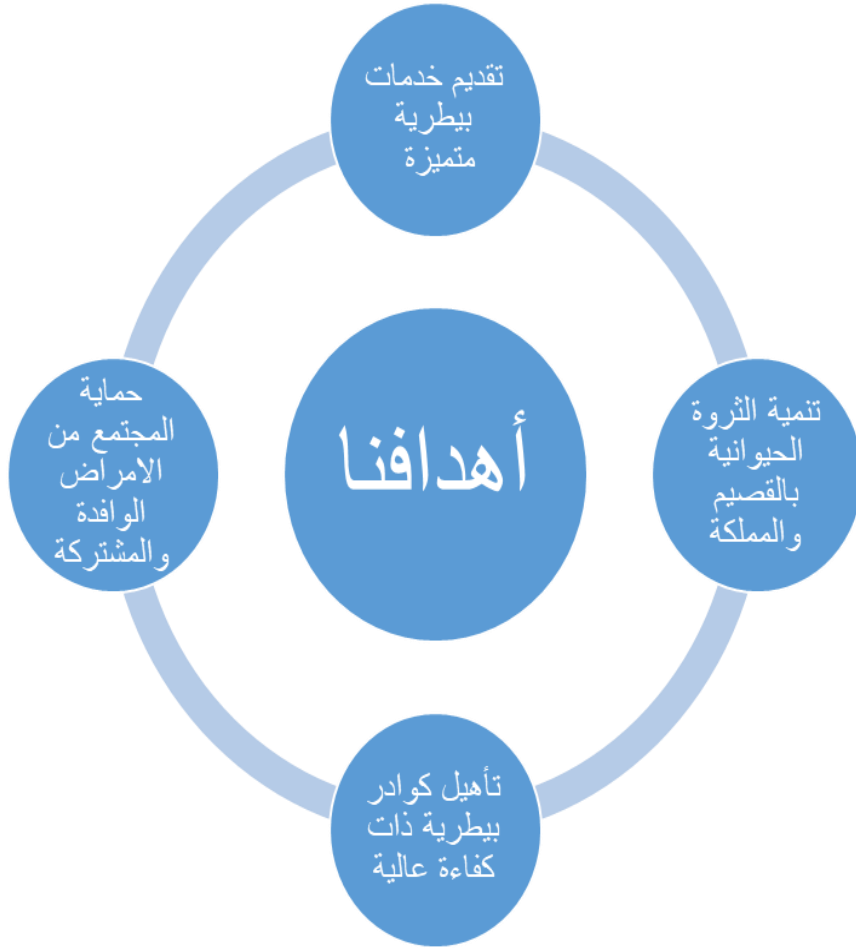 تقديم خدمات
بيطرية
متميزة
تنمية الثروة
الحيوانية
بالقصيم
والمملكة
أهدافنا
حماية
المجتمع من
الامراض
الوافدة
والمشتركة
تأهيل كوادر
بيطرية ذات
كفاءة عالية